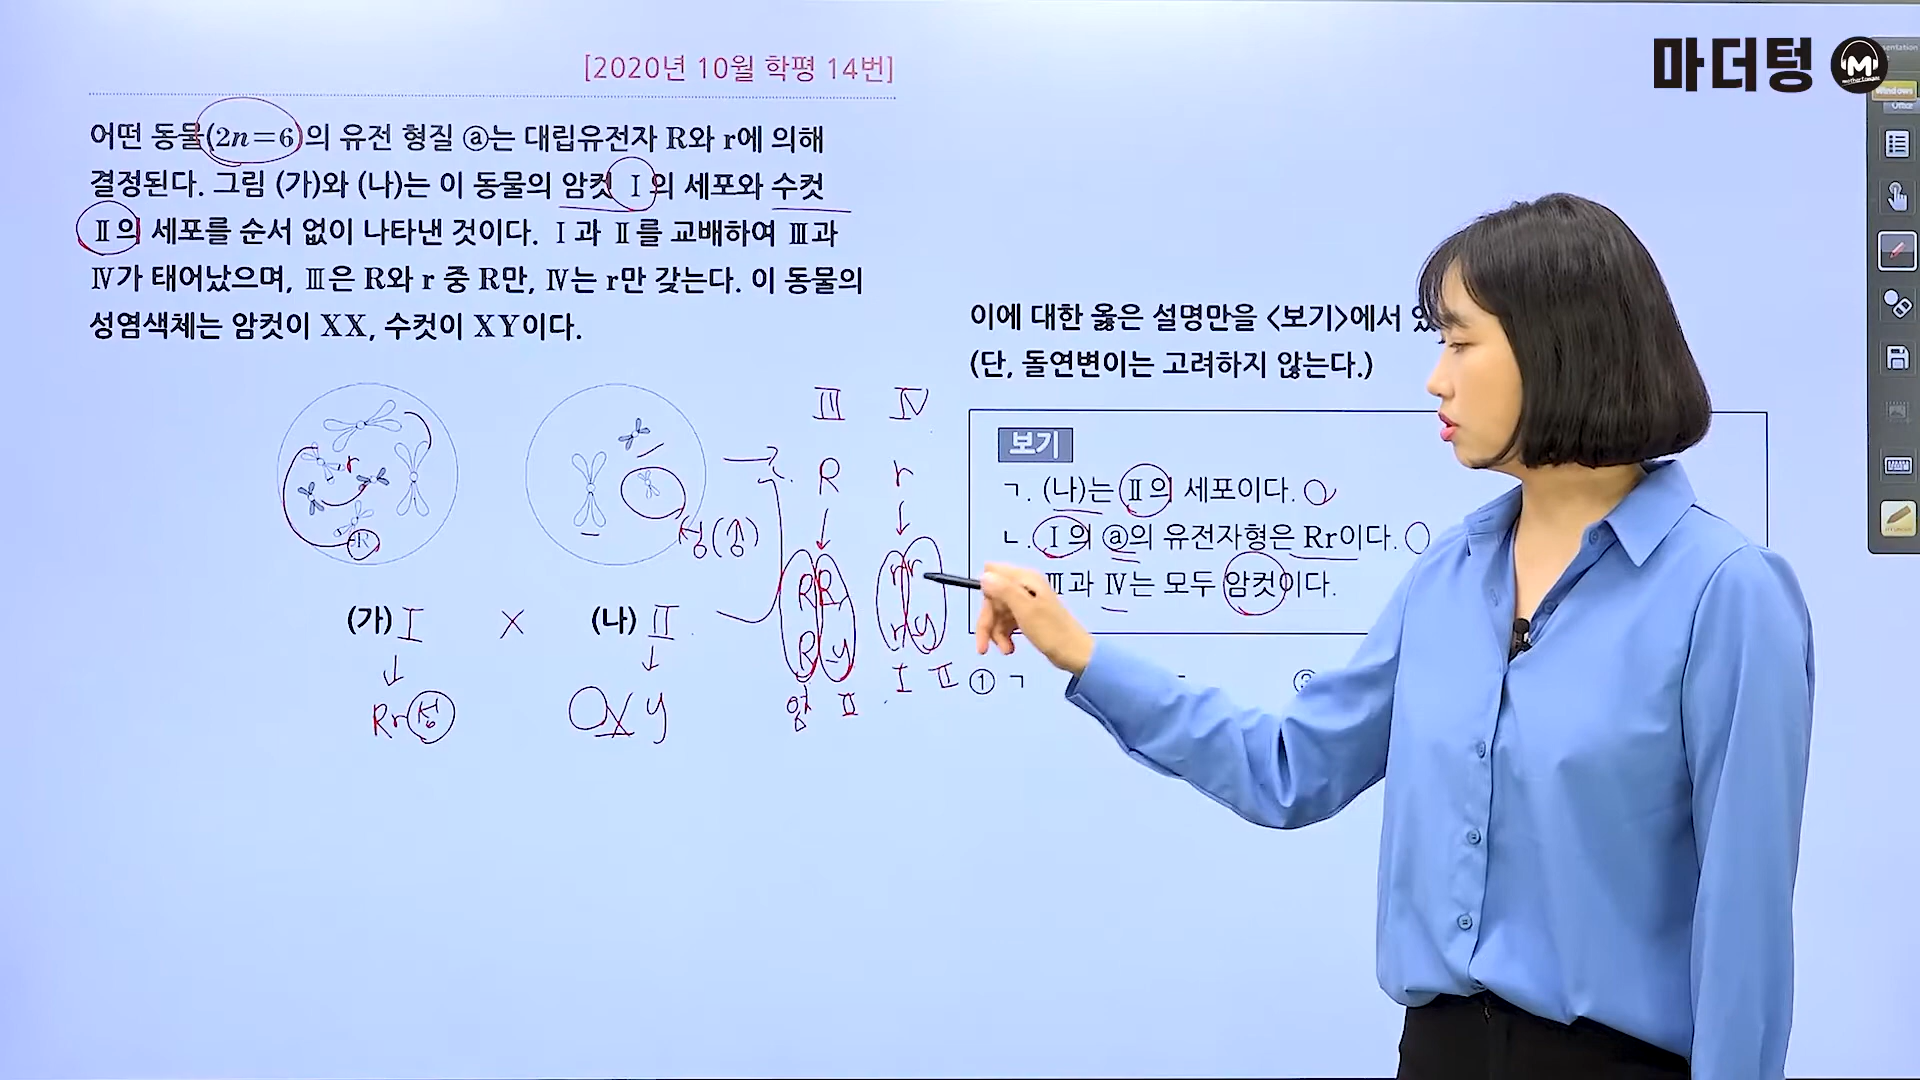 마더텅
[2020년 10월 학평 14번]
어떤 동물(2n=6)의 유전 형질 ⓐ는 대립유전자 R와 r에 의해
결정된다. 그림 (가)와 (나)는 이 동물의 암컷 Ⅰ의 세포와 수컷
Ⅱ의 세포를 순서 없이 나타낸 것이다. Ⅰ과 Ⅱ를 교배하여 Ⅲ과
Ⅳ가 태어났으며, Ⅲ은 R와 r 중 R만, Ⅳ는 r만 갖는다. 이 동물의
성염색체는 암컷이 XX, 수컷이 XY이다.
r
R
성(상)
(가) Ⅰ × (나) Ⅱ
Rr 성
Ⅲ Ⅳ
R r
R R r r
R y r y
암 Ⅱ Ⅰ Ⅱ
이에 대한 옳은 설명만을 <보기>에서
(단, 돌연변이는 고려하지 않는다.)
보기
ㄱ. (나)는 Ⅱ의 세포이다. ○
ㄴ. Ⅰ의 ⓐ의 유전자형은 Rr이다. ○
Ⅲ과 Ⅳ는 모두 암컷이다.
① ㄱ